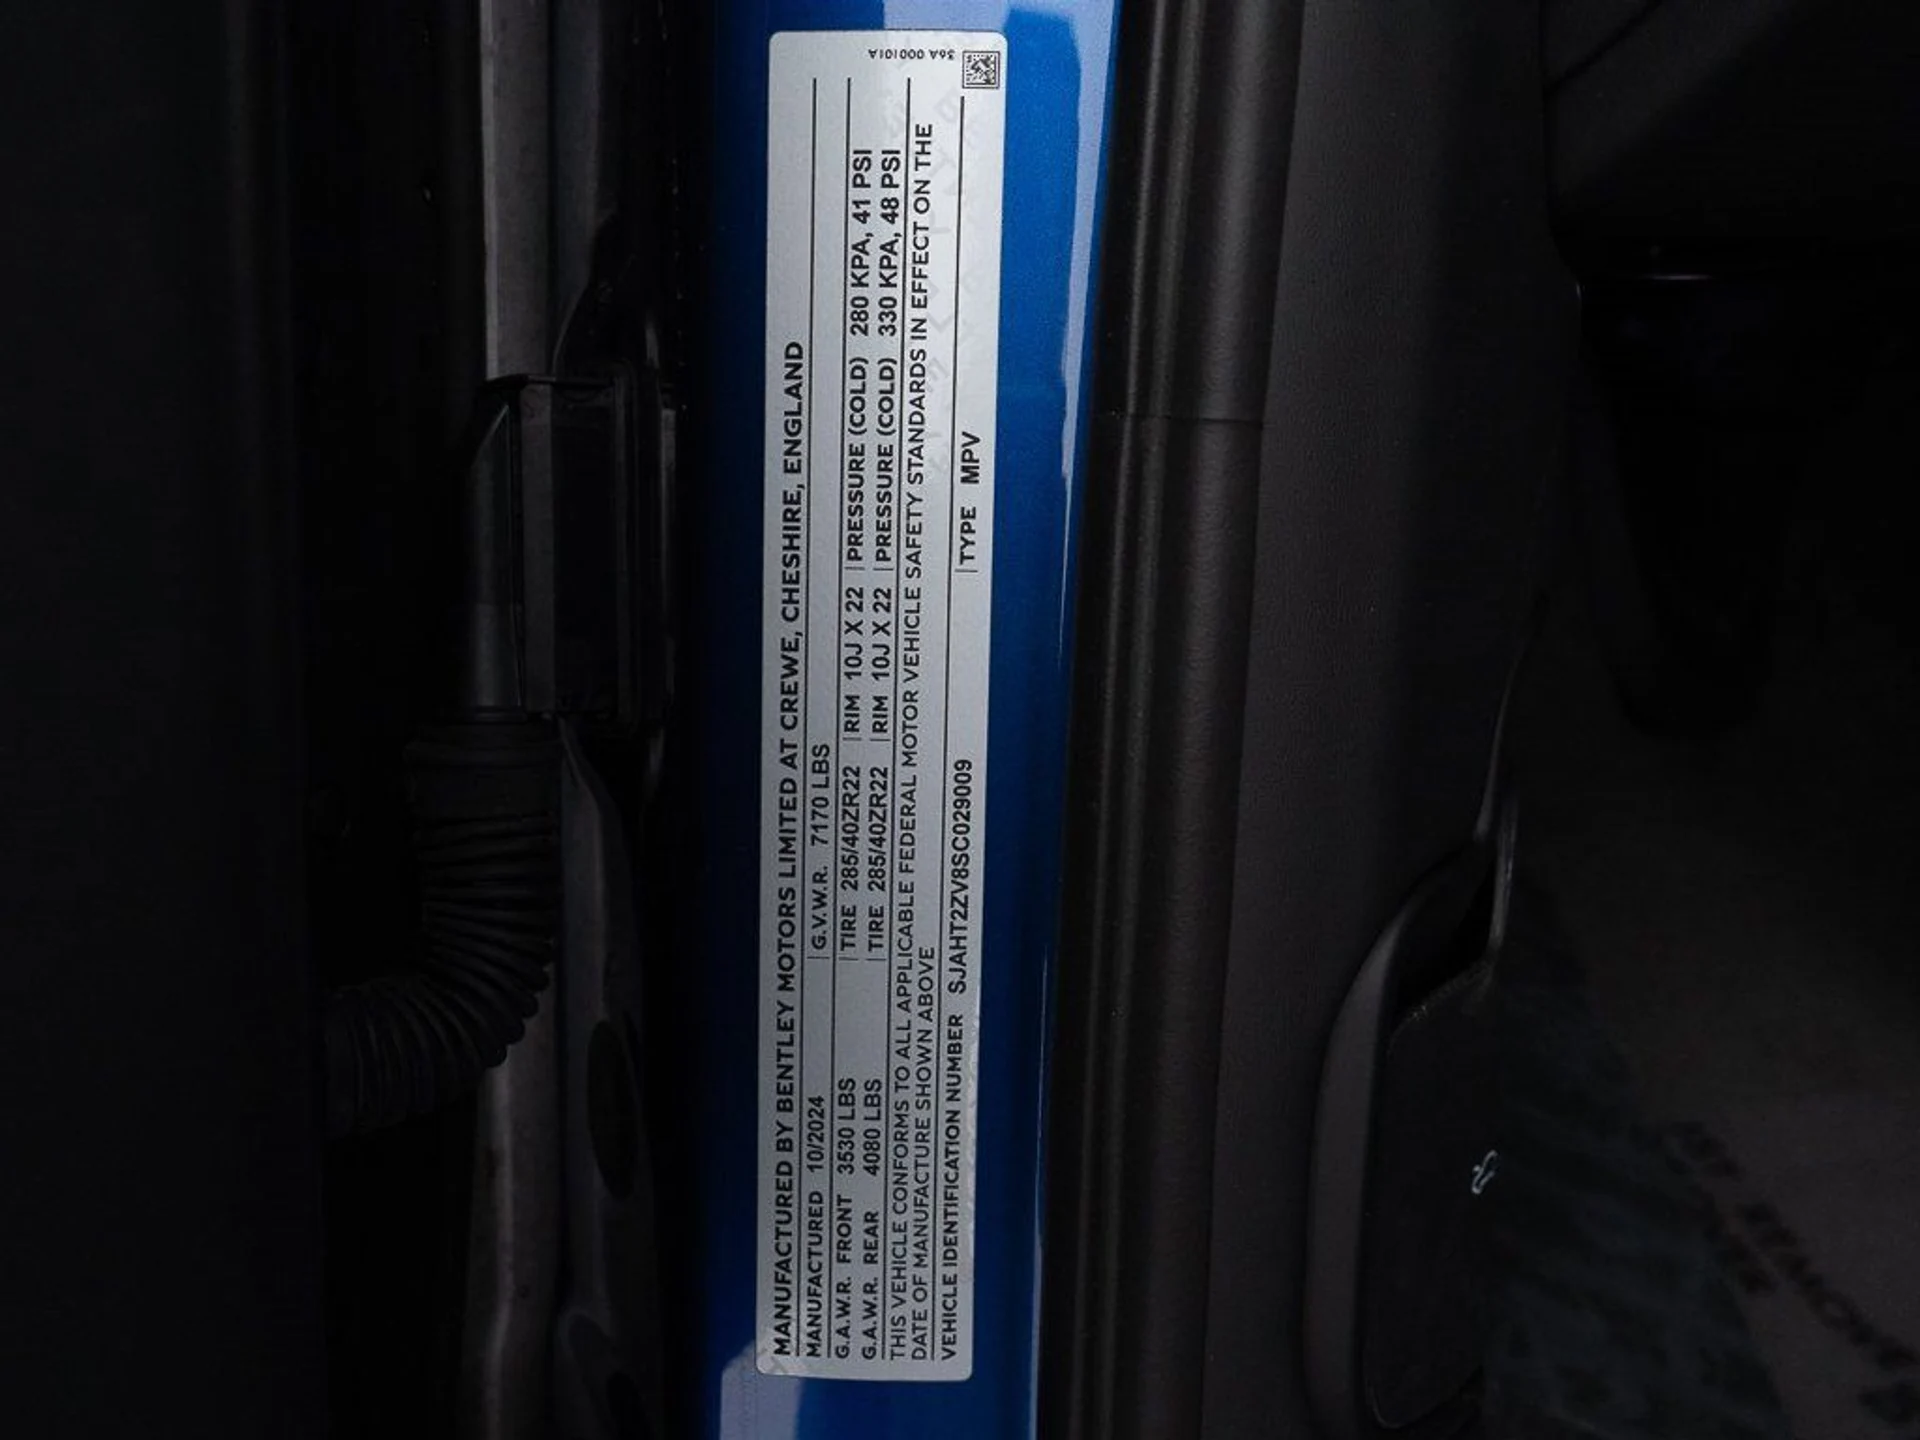 MANUFACTURED BY BENTLEY MOTORS LIMITED AT CREWE, CHESHIRE, ENGLAND
MANUFACTURED 10/2024 G.V.W.R. 7170 LBS
G.A.W.R. FRONT 3530 LBS TIRE 285/40ZR22 RIM 10J X 22 PRESSURE (COLD) 280 KPA, 41 PSI
G.A.W.R. REAR 4080 LBS TIRE 285/40ZR22 RIM 10J X 22 PRESSURE (COLD) 330 KPA, 48 PSI
THIS VEHICLE CONFORMS TO ALL APPLICABLE FEDERAL MOTOR VEHICLE SAFETY STANDARDS IN EFFECT ON THE
DATE OF MANUFACTURE SHOWN ABOVE
VEHICLE IDENTIFICATION NUMBER SJAHT2ZV8SC029009 TYPE MPV
36A 000101A